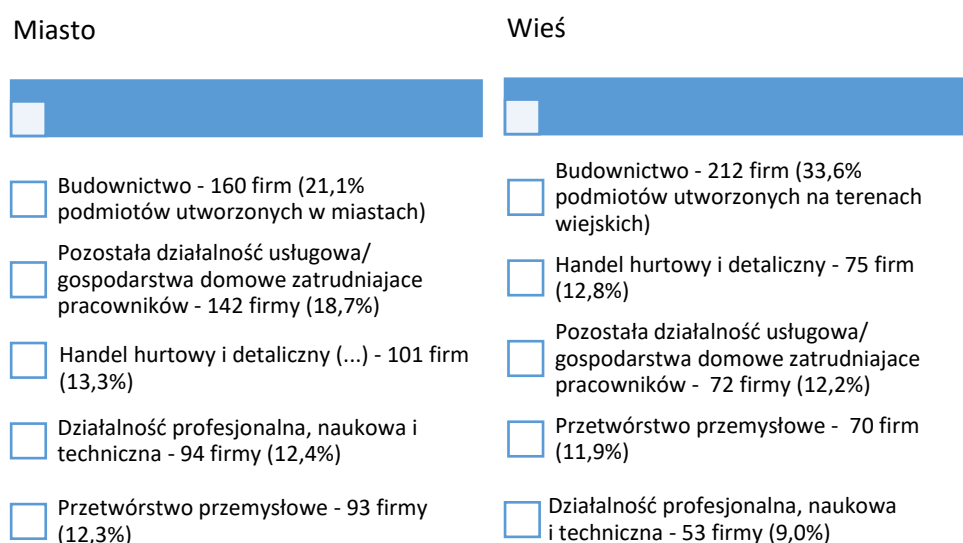 Miasto
Budownictwo - 160 firm (21,1%
podmiotów utworzonych w miastach)
Pozostała działalność usługowa/
gospodarstwa domowe zatrudniajace
pracowników - 142 firmy (18,7%)
Handel hurtowy i detaliczny (...) - 101 firm
(13,3%)
Działalność profesjonalna, naukowa i
techniczna - 94 firmy (12,4%)
Przetwórstwo przemysłowe - 93 firmy
(12,3%)
Wieś
Budownictwo - 212 firm (33,6%
podmiotów utworzonych na terenach
wiejskich)
Handel hurtowy i detaliczny - 75 firm
(12,8%)
Pozostała działalność usługowa/
gospodarstwa domowe zatrudniajace
pracowników - 72 firmy (12,2%)
Przetwórstwo przemysłowe - 70 firm
(11,9%)
Działalność profesjonalna, naukowa
i techniczna - 53 firmy (9,0%)